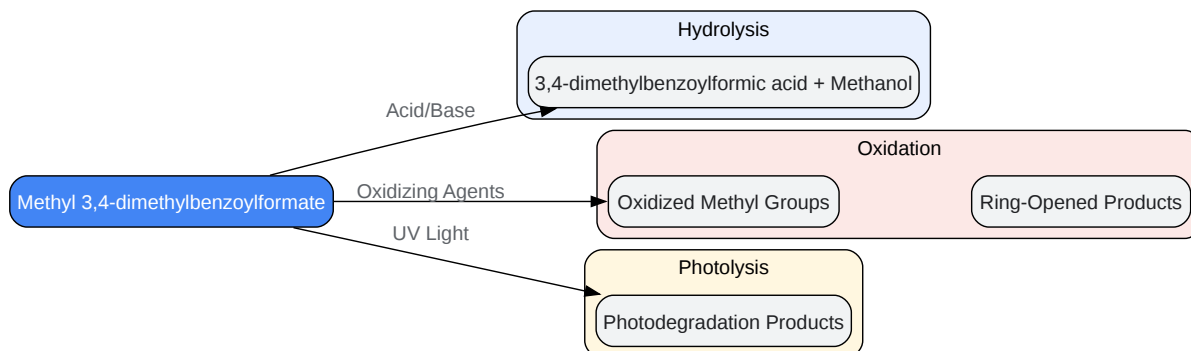 Hydrolysis
3,4-dimethylbenzoylformic acid + Methanol
Acid/Base
Oxidation
Methyl 3,4-dimethylbenzoylformate
Oxidizing Agents
Oxidized Methyl Groups
Ring-Opened Products
UV Light
Photolysis
Photodegradation Products